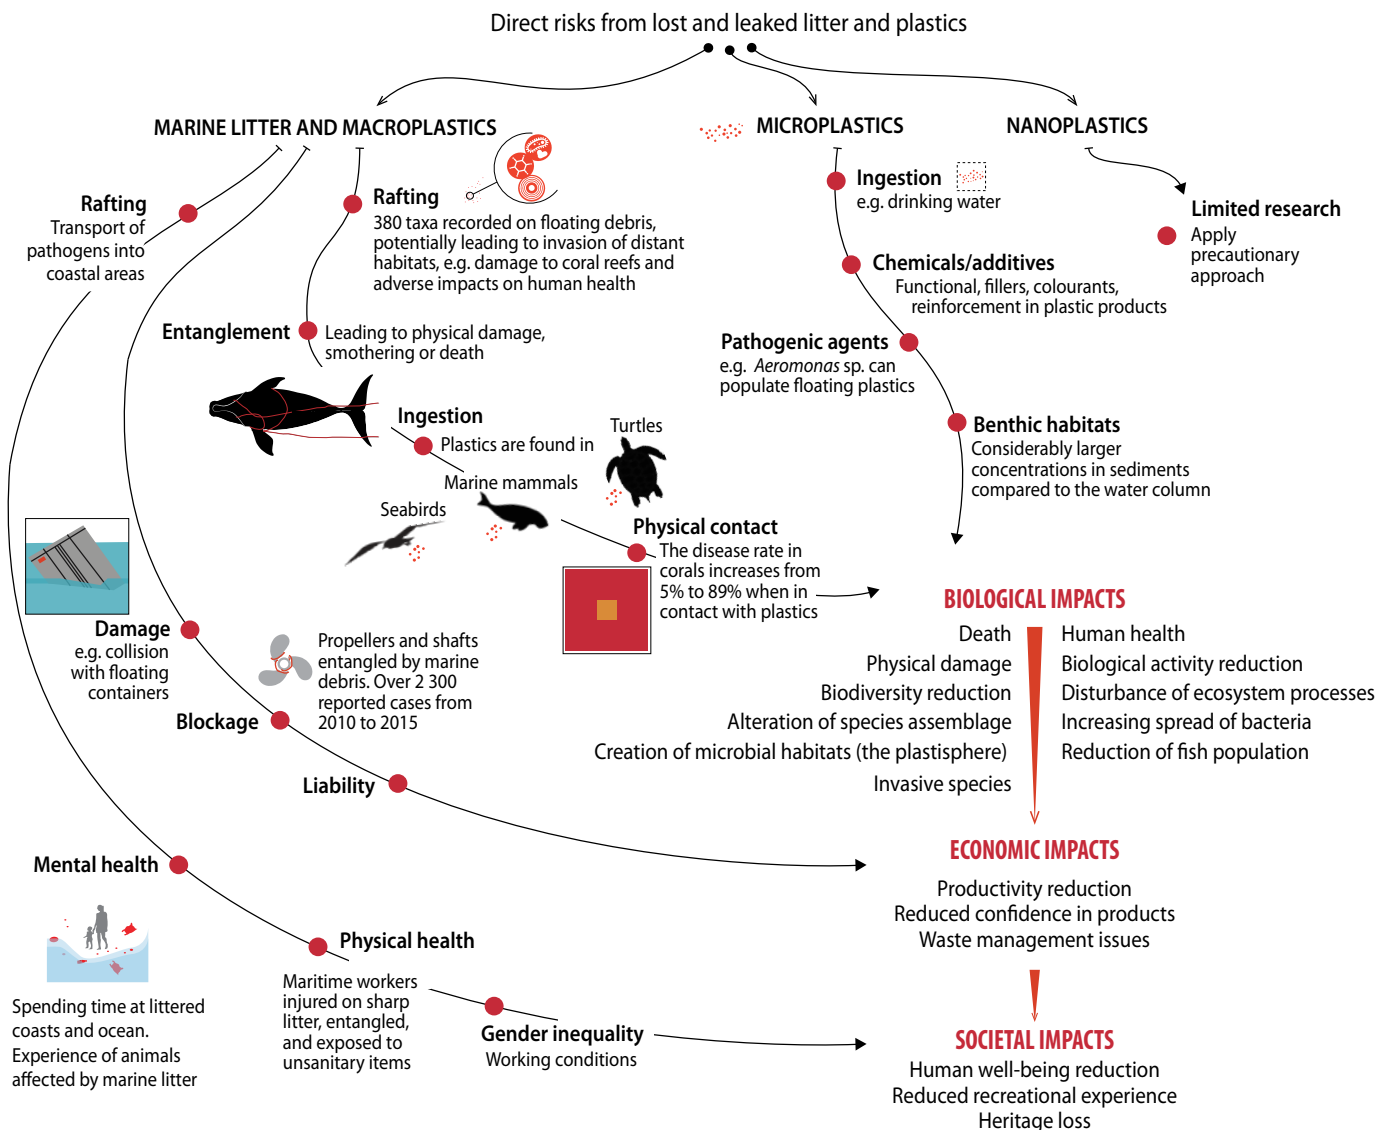 Direct risks from lost and leaked litter and plastics
MARINE LITTER AND MACROPLASTICS
MICROPLASTICS
NANOPLASTICS
Rafting
Transport of
pathogens into
coastal areas
Rafting
380 taxa recorded on floating debris,
potentially leading to invasion of distant
habitats, e.g. damage to coral reefs and
adverse impacts on human health
Ingestion
e.g. drinking water
Limited research
Apply
precautionary
approach
Chemicals/additives
Functional, fillers, colourants,
reinforcement in plastic products
Entanglement
Leading to physical damage,
smothering or death
Pathogenic agents
e.g. Aeromonas sp. can
populate floating plastics
Ingestion
Plastics are found in
Turtles
Marine mammals
Seabirds
Benthic habitats
Considerably larger
concentrations in sediments
compared to the water column
Physical contact
The disease rate in
corals increases from
5% to 89% when in
contact with plastics
Damage
e.g. collision
with floating
containers
Propellers and shafts
entangled by marine
debris. Over 2 300
reported cases from
2010 to 2015
Blockage
Liability
BIOLOGICAL IMPACTS
Death
Physical damage
Biodiversity reduction
Alteration of species assemblage
Creation of microbial habitats (the plastisphere)
Invasive species
Human health
Biological activity reduction
Disturbance of ecosystem processes
Increasing spread of bacteria
Reduction of fish population
ECONOMIC IMPACTS
Productivity reduction
Reduced confidence in products
Waste management issues
Mental health
Spending time at littered
coasts and ocean.
Experience of animals
affected by marine litter
Physical health
Maritime workers
injured on sharp
litter, entangled,
and exposed to
unsanitary items
Gender inequality
Working conditions
SOCIETAL IMPACTS
Human well-being reduction
Reduced recreational experience
Heritage loss